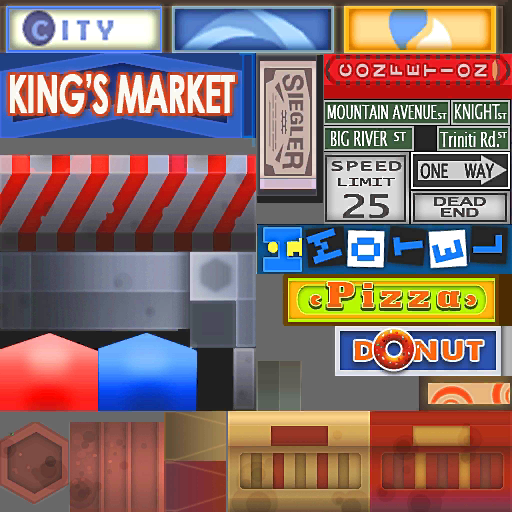 CITY
KING'S MARKET
SIEGLER
CONFETION
MOUNTAIN AVENUE ST
KNIGHT ST
BIG RIVER ST
Triniti Rd. ST
SPEED
LIMIT
25
ONE WAY
DEAD
END
HOTEL
Pizza
DONUT